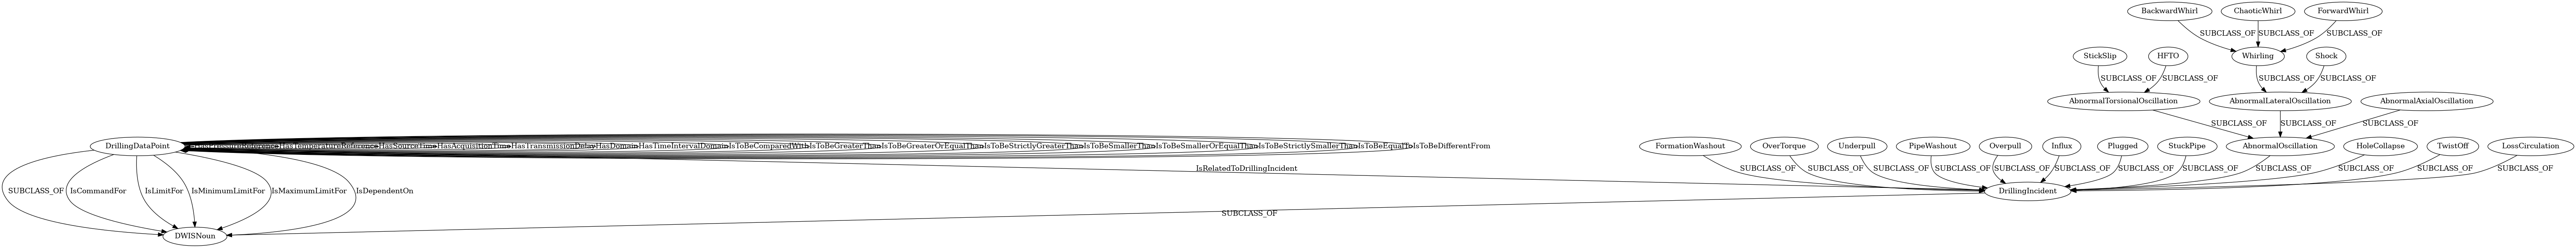 BackwardWhirl
ChaoticWhirl
ForwardWhirl
SUBCLASS_OF
SUBCLASS_OF
SUBCLASS_OF
StickSlip
HFTO
Whirling
Shock
SUBCLASS_OF
SUBCLASS_OF
SUBCLASS_OF
SUBCLASS_OF
AbnormalTorsionalOscillation
AbnormalLateralOscillation
AbnormalAxialOscillation
SUBCLASS_OF
SUBCLASS_OF
SUBCLASS_OF
DrillingDataPoint
HasPressureReference
HasTemperatureReference
HasSourceTime
HasAcquisitionTime
HasTransmissionDelay
HasDomain
HasTimeIntervalDomain
IsToBeComparedWith
IsToBeGreaterThan
IsToBeGreaterOrEqualThan
IsToBeStrictlyGreaterThan
IsToBeSmallerThan
IsToBeSmallerOrEqualThan
IsToBeStrictlySmallerThan
IsToBeEqualTo
IsToBeDifferentFrom
FormationWashout
OverTorque
Underpull
PipeWashout
Overpull
Influx
Plugged
StuckPipe
AbnormalOscillation
HoleCollapse
TwistOff
LossCirculation
IsRelatedToDrillingIncident
SUBCLASS_OF
SUBCLASS_OF
SUBCLASS_OF
SUBCLASS_OF
SUBCLASS_OF
SUBCLASS_OF
SUBCLASS_OF
SUBCLASS_OF
SUBCLASS_OF
SUBCLASS_OF
SUBCLASS_OF
SUBCLASS_OF
SUBCLASS_OF
IsCommandFor
IsLimitFor
IsMinimumLimitFor
IsMaximumLimitFor
IsDependentOn
DrillingIncident
SUBCLASS_OF
DWISNoun